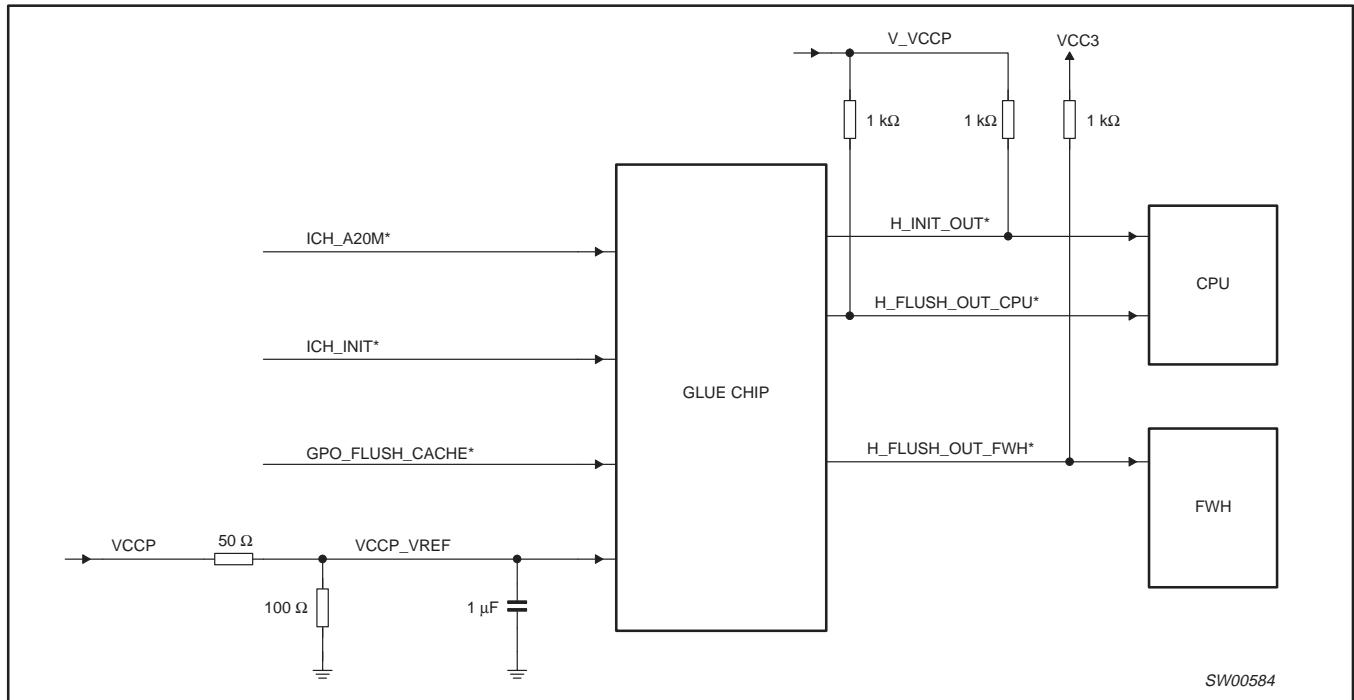 V_VCCP
VCC3
1 kΩ
1 kΩ
1 kΩ
ICH_A20M*
H_INIT_OUT*
CPU
H_FLUSH_OUT_CPU*
ICH_INIT*
GLUE CHIP
GPO_FLUSH_CACHE*
H_FLUSH_OUT_FWH*
FWH
VCCP
50 Ω
VCCP_VREF
100 Ω
1 µF
SW00584